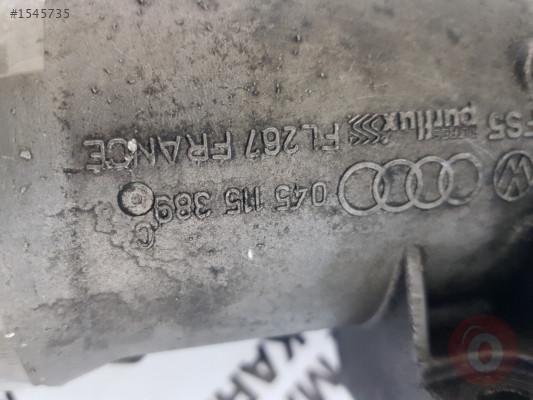 #1545735
FS5
purflux
FL267 FRANCE
045 115 389
C